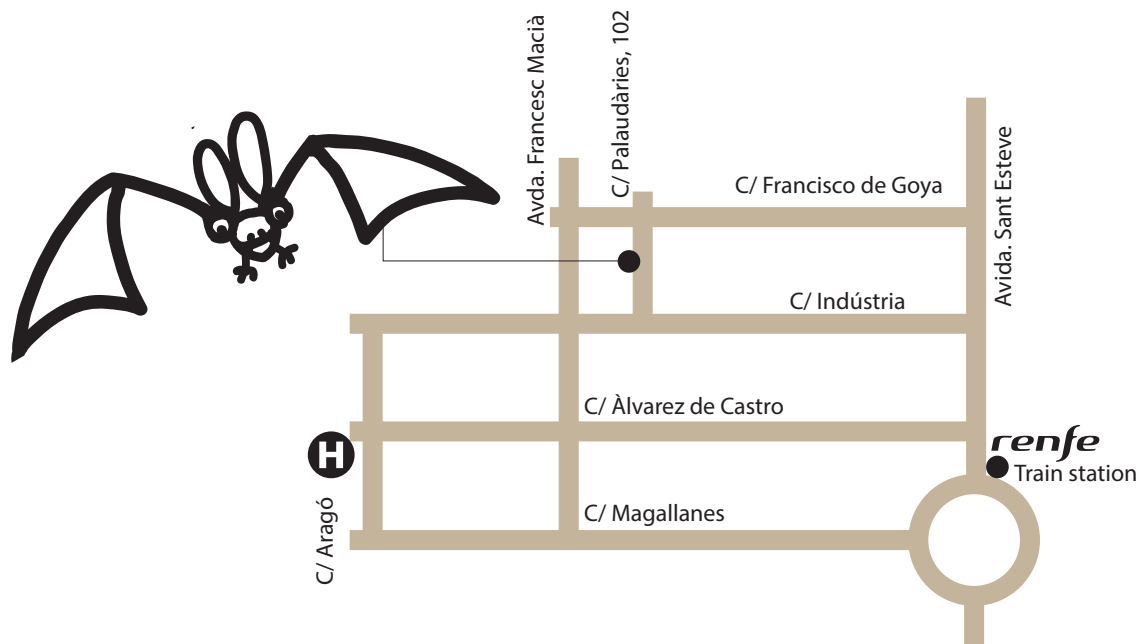 Avda. Francesc Macià
C/ Palaudàries, 102
C/ Francisco de Goya
Avida. Sant Esteve
C/ Indústria
C/ Àlvarez de Castro
renfe
Train station
H
C/ Aragó
C/ Magallanes